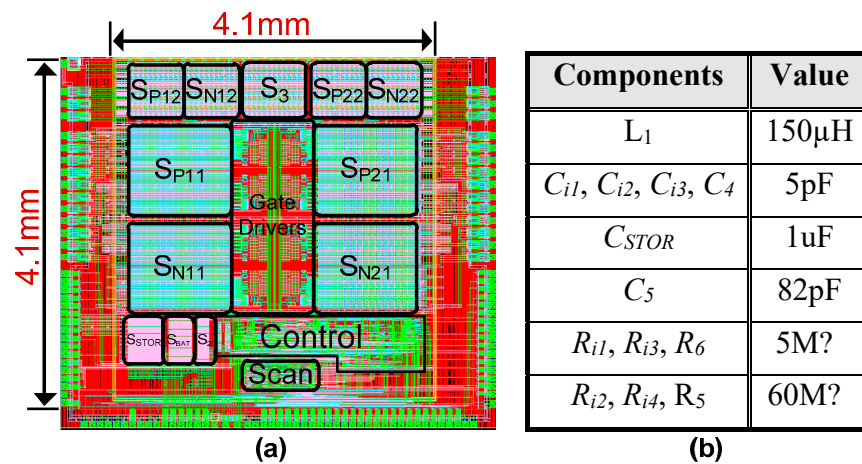 4.1mm
4.1mm
SP12 SN12 S3 SP22 SN22
SP11 SP21
Gate
Drivers
SN11 SN21
SSTOR SBAT
Control
Scan
(a)
Components Value
L1 150µH
Ci1, Ci2, Ci3, C4 5pF
CSTOR 1uF
C5 82pF
Ri1, Ri3, R6 5M?
Ri2, Ri4, R5 60M?
(b)